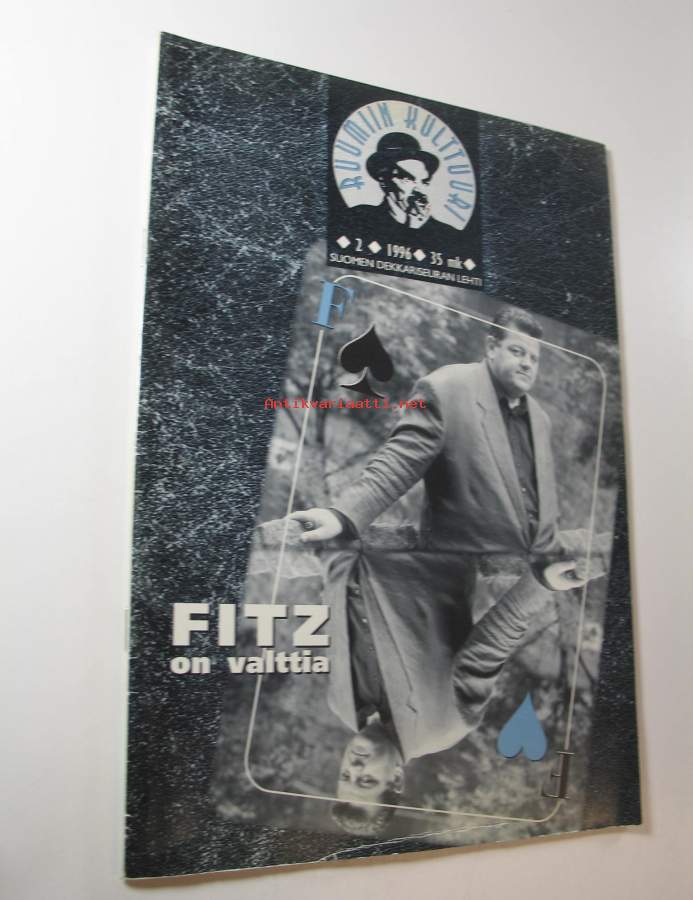 RUUMIIN KULTTUURI
◆ 2 ◆ 1996 ◆ 35 mk ◆
SUOMEN DEKKARISEURAN LEHTI
F
Antikvariaatti.net
FITZ
on valttia
F